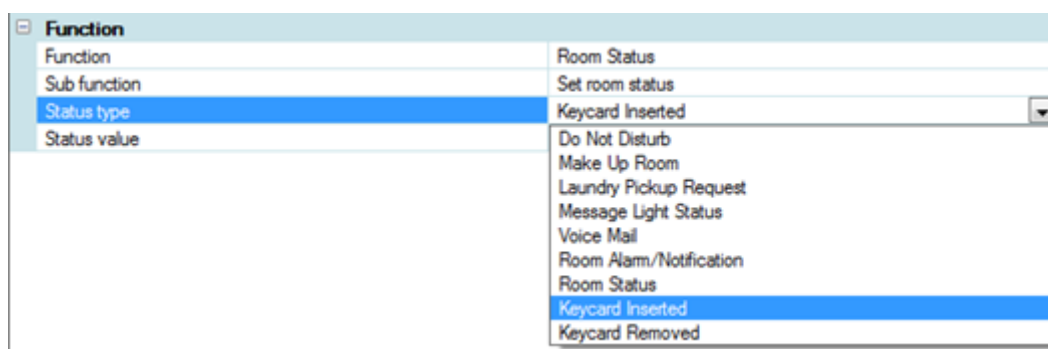 Function
Function Room Status
Sub function Set room status
Status type Keycard Inserted
Status value Do Not Disturb
Make Up Room
Laundry Pickup Request
Message Light Status
Voice Mail
Room Alarm/Notification
Room Status
Keycard Inserted
Keycard Removed